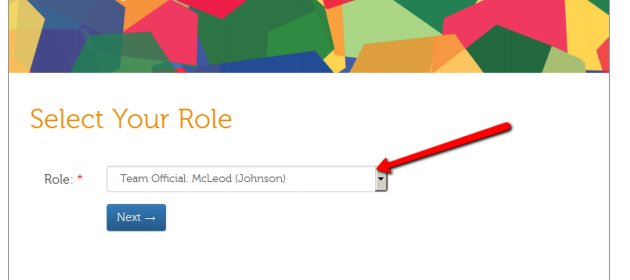 Select Your Role
Role: * Team Official: McLeod (Johnson)
Next →